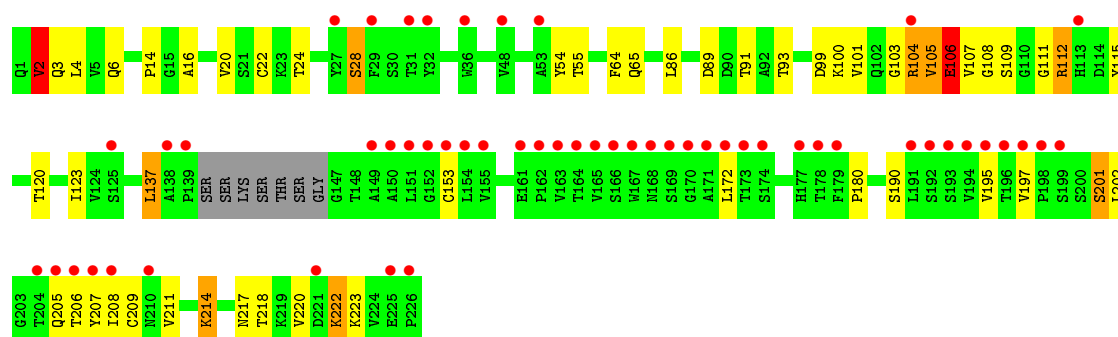 Q1 V2 Q3 L4 V5 Q6 P14 G15 A16 V20 S21 C22 K23 T24 Y27 S28 F29 S30 T31 Y32 W36 V48 A53 Y54 T55 F64 Q65 L86 D89 D90 T91 A92 T93 D99 K100 V101 Q102 G103 R104 V105 E106 V107 G108 S109 G110 G111 R112 H113 D114 Y115
T120 I123 V124 S125 L137 A138 P139 SER SER LYS SER THR SER GLY G147 T148 A149 A150 L151 G152 C153 L154 V155 E161 P162 V163 T164 V165 S166 W167 N168 S169 G170 A171 L172 T173 S174 H177 T178 F179 P180 S190 L191 S192 S193 V194 V195 T196 V197 P198 S199 S200 S201 L202
G203 T204 Q205 T206 Y207 I208 C209 N210 V211 K214 N217 T218 K219 V220 D221 K222 K223 V224 E225 P226